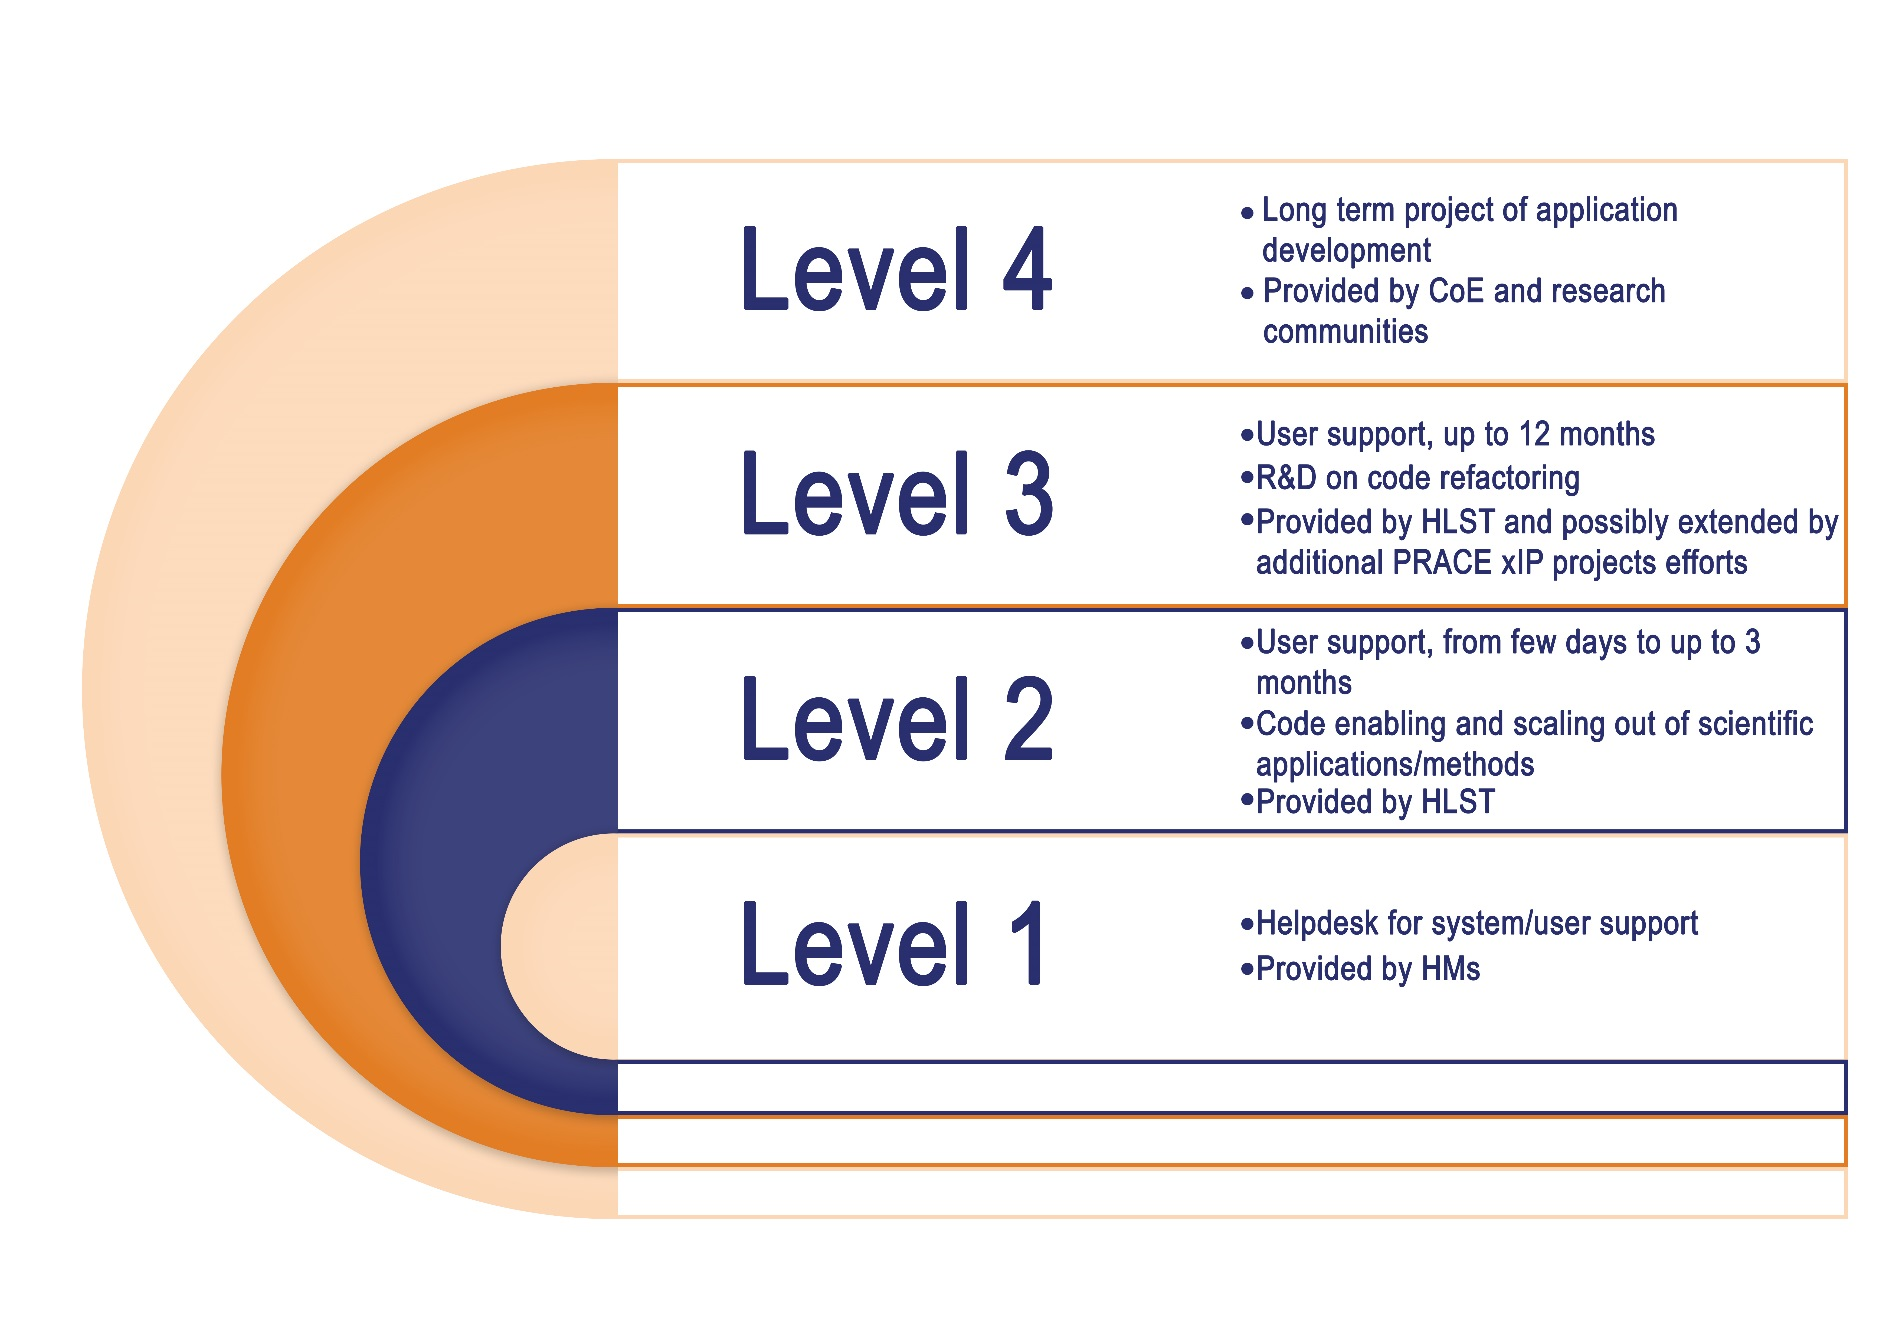 Level 4
• Long term project of application
development
• Provided by CoE and research
communities
Level 3
•User support, up to 12 months
•R&D on code refactoring
•Provided by HLST and possibly extended by
additional PRACE xIP projects efforts
Level 2
•User support, from few days to up to 3
months
•Code enabling and scaling out of scientific
applications/methods
•Provided by HLST
Level 1
•Helpdesk for system/user support
•Provided by HMs